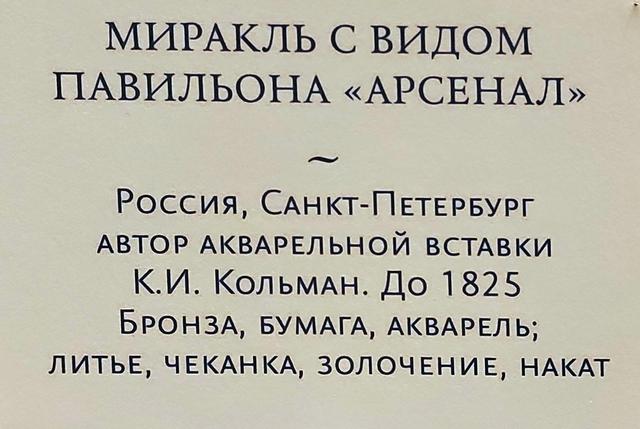 МИРАКЛЬ С ВИДОМ
ПАВИЛЬОНА «АРСЕНАЛ»
~
Россия, Санкт-Петербург
автор акварельной вставки
К.И. Кольман. До 1825
Бронза, бумага, акварель;
литье, чеканка, золочение, накат